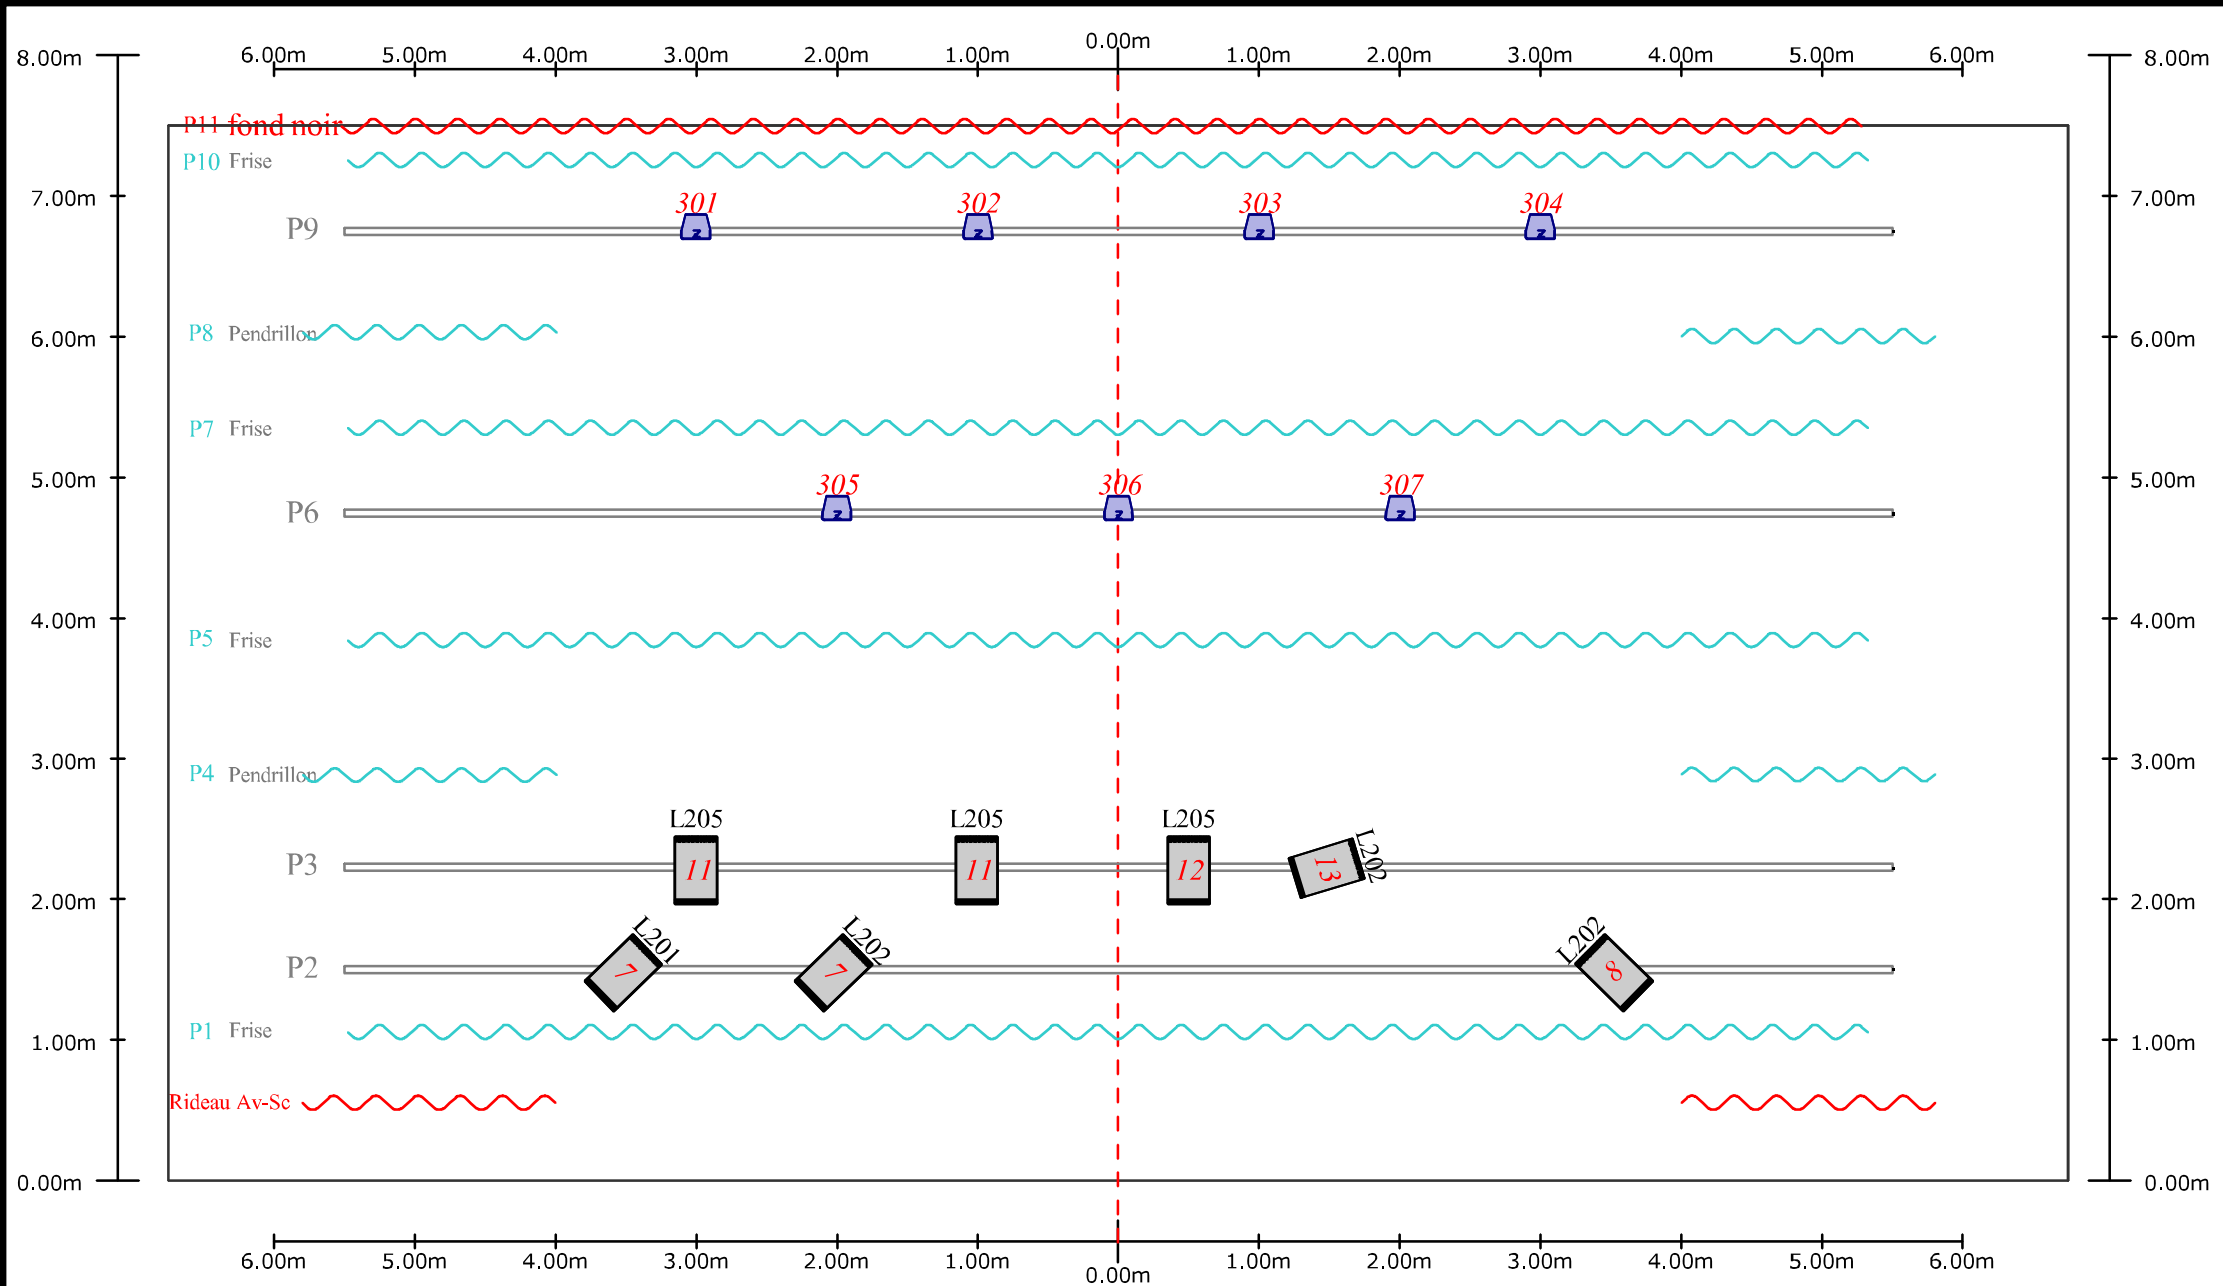 0.00m
6.00m 5.00m 4.00m 3.00m 2.00m 1.00m 1.00m 2.00m 3.00m 4.00m 5.00m 6.00m
8.00m 8.00m
P11 fond noir
P10 Frise
7.00m 301 302 303 304 7.00m
P9 z z z z
6.00m P8 Pendrillon 6.00m
P7 Frise
5.00m 305 306 307 5.00m
P6 z z z
4.00m 4.00m
P5 Frise
3.00m P4 Pendrillon 3.00m
L205 L205 L205 L202
P3 11 11 12 13
2.00m 2.00m
L201 L202 L202
P2 7 7 8
P1 Frise
1.00m 1.00m
Rideau Av-Sc
0.00m 0.00m
6.00m 5.00m 4.00m 3.00m 2.00m 1.00m 1.00m 2.00m 3.00m 4.00m 5.00m 6.00m
0.00m